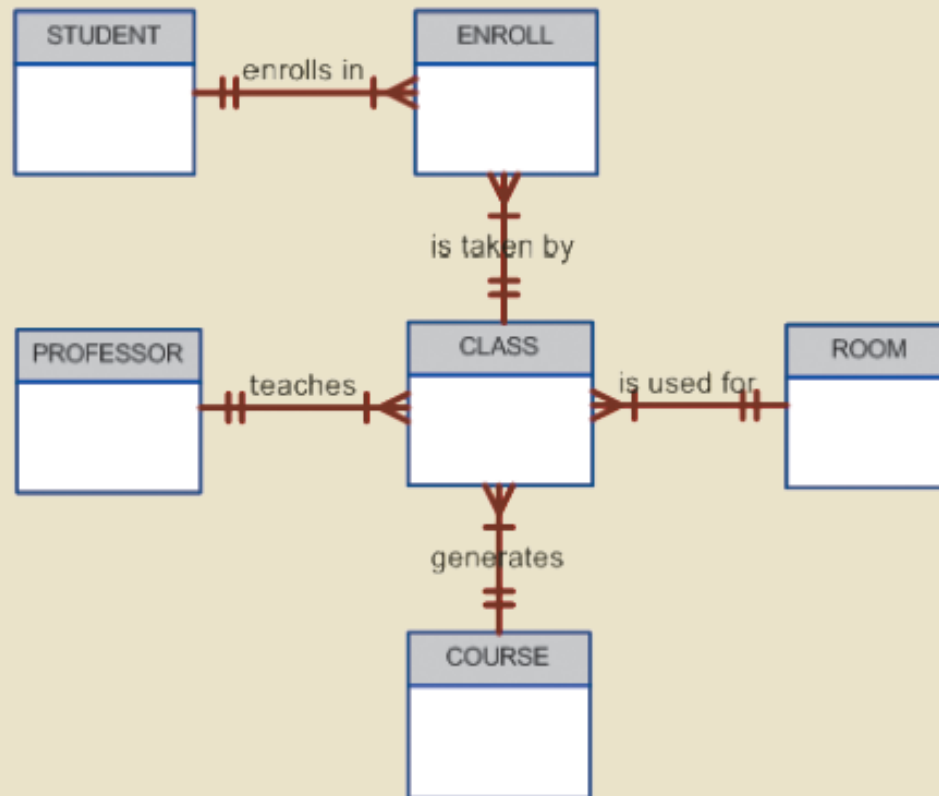 STUDENT
ENROLL
enrolls in
is taken by
PROFESSOR
CLASS
ROOM
teaches
is used for
generates
COURSE